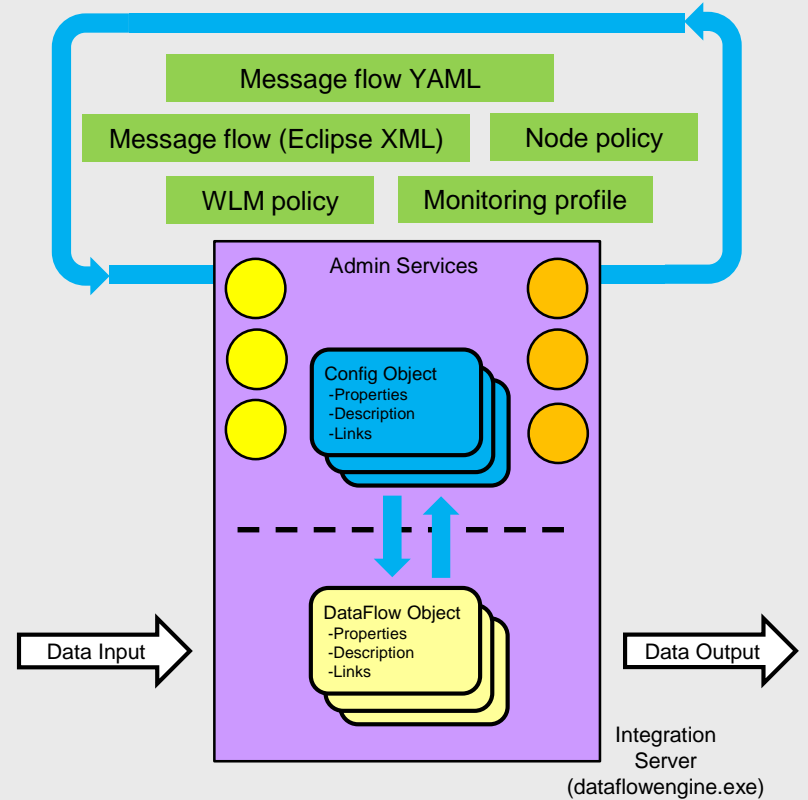 Message flow YAML
Message flow (Eclipse XML)
Node policy
WLM policy
Monitoring profile
Admin Services
Config Object
-Properties
-Description
-Links
DataFlow Object
-Properties
-Description
-Links
Data Input
Data Output
Integration
Server
(dataflowengine.exe)